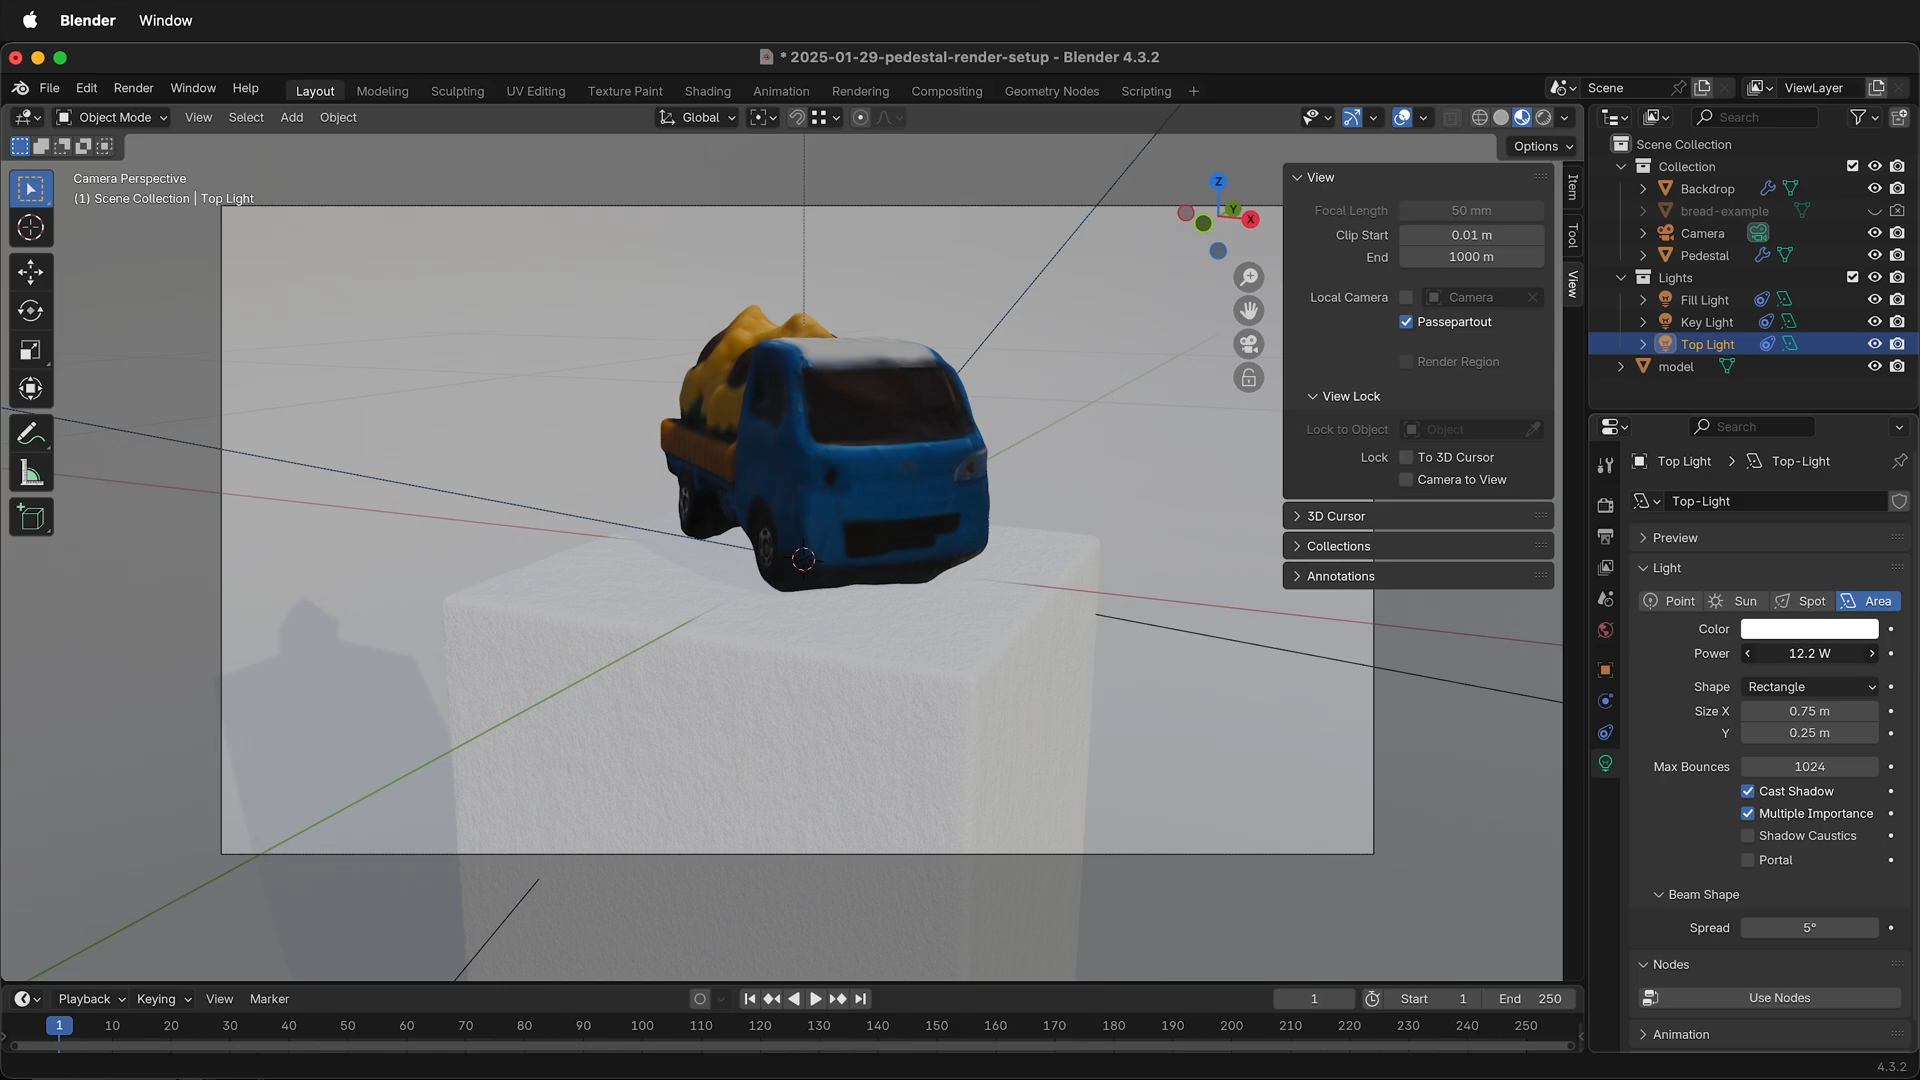 Blender Window
* 2025-01-29-pedestal-render-setup - Blender 4.3.2
File Edit Render Window Help Layout Modeling Sculpting UV Editing Texture Paint Shading Animation Rendering Compositing Geometry Nodes Scripting + Scene ViewLayer
Object Mode View Select Add Object Global Search
Options
Camera Perspective
(1) Scene Collection | Top Light
Z
Y
X
View
Focal Length 50 mm
Clip Start 0.01 m
End 1000 m
Local Camera Camera
Passepartout
Render Region
View Lock
Lock to Object Object
Lock To 3D Cursor
Camera to View
3D Cursor
Collections
Annotations
Item
Tool
View
Scene Collection
Collection
Backdrop
bread-example
Camera
Pedestal
Lights
Fill Light
Key Light
Top Light
model
Search
Top Light Top-Light
Top-Light
Preview
Light
Point Sun Spot Area
Color
Power 12.2 W
Shape Rectangle
Size X 0.75 m
Y 0.25 m
Max Bounces 1024
Cast Shadow
Multiple Importance
Shadow Caustics
Portal
Beam Shape
Spread 5°
Nodes
Use Nodes
Animation
Playback Keying View Marker 1 Start 1 End 250
1 10 20 30 40 50 60 70 80 90 100 110 120 130 140 150 160 170 180 190 200 210 220 230 240 250
4.3.2